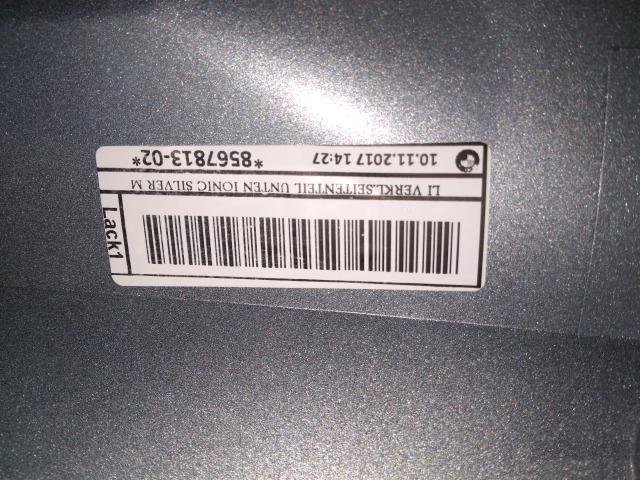 Lack1
LI VERKL.SEITENTEIL UNTEN IONIC SILVER M
10.11.2017 14:27 *8567813-02*